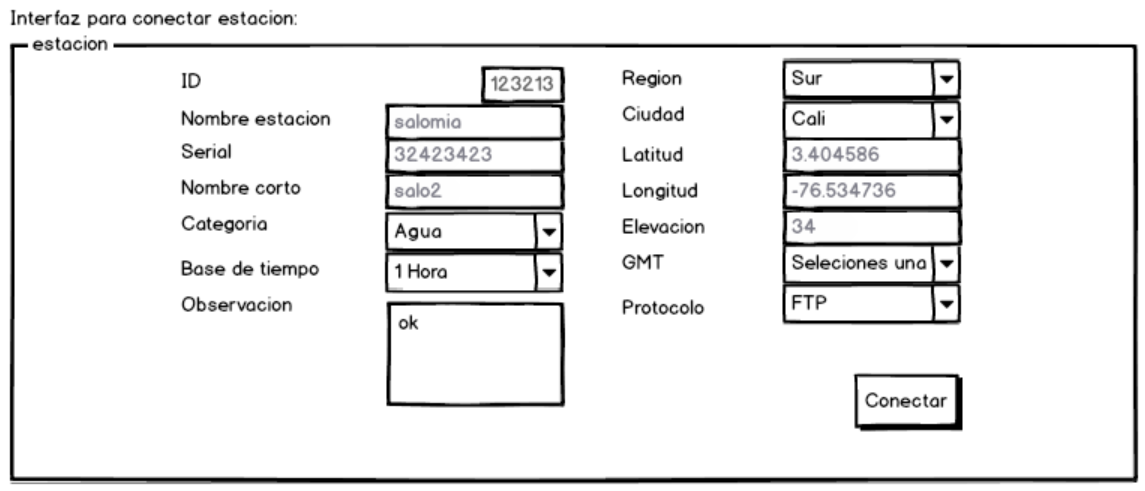 Interfaz para conectar estacion:
estacion
ID 123213
Nombre estacion salomia
Serial 32423423
Nombre corto salo2
Categoria Agua
Base de tiempo 1 Hora
Observacion ok
Region Sur
Ciudad Cali
Latitud 3.404586
Longitud -76.534736
Elevacion 34
GMT Seleciones una
Protocolo FTP
Conectar